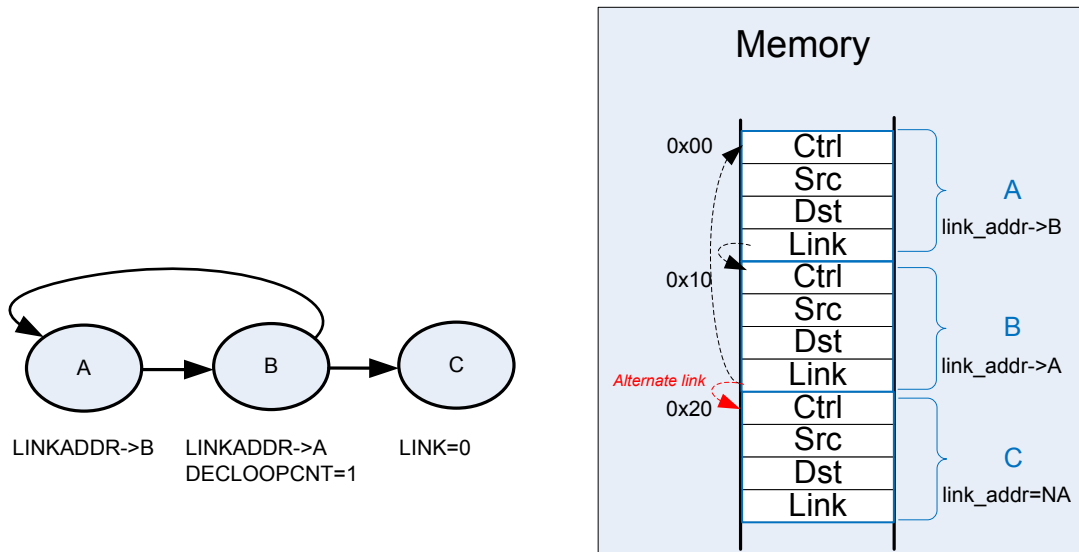 A
B
C
LINKADDR->B
LINKADDR->A
DECLOOPCNT=1
LINK=0
Memory
0x00
Ctrl
Src
Dst
Link
A
link_addr->B
0x10
Ctrl
Src
Dst
Link
B
link_addr->A
Alternate link
0x20
Ctrl
Src
Dst
Link
C
link_addr=NA